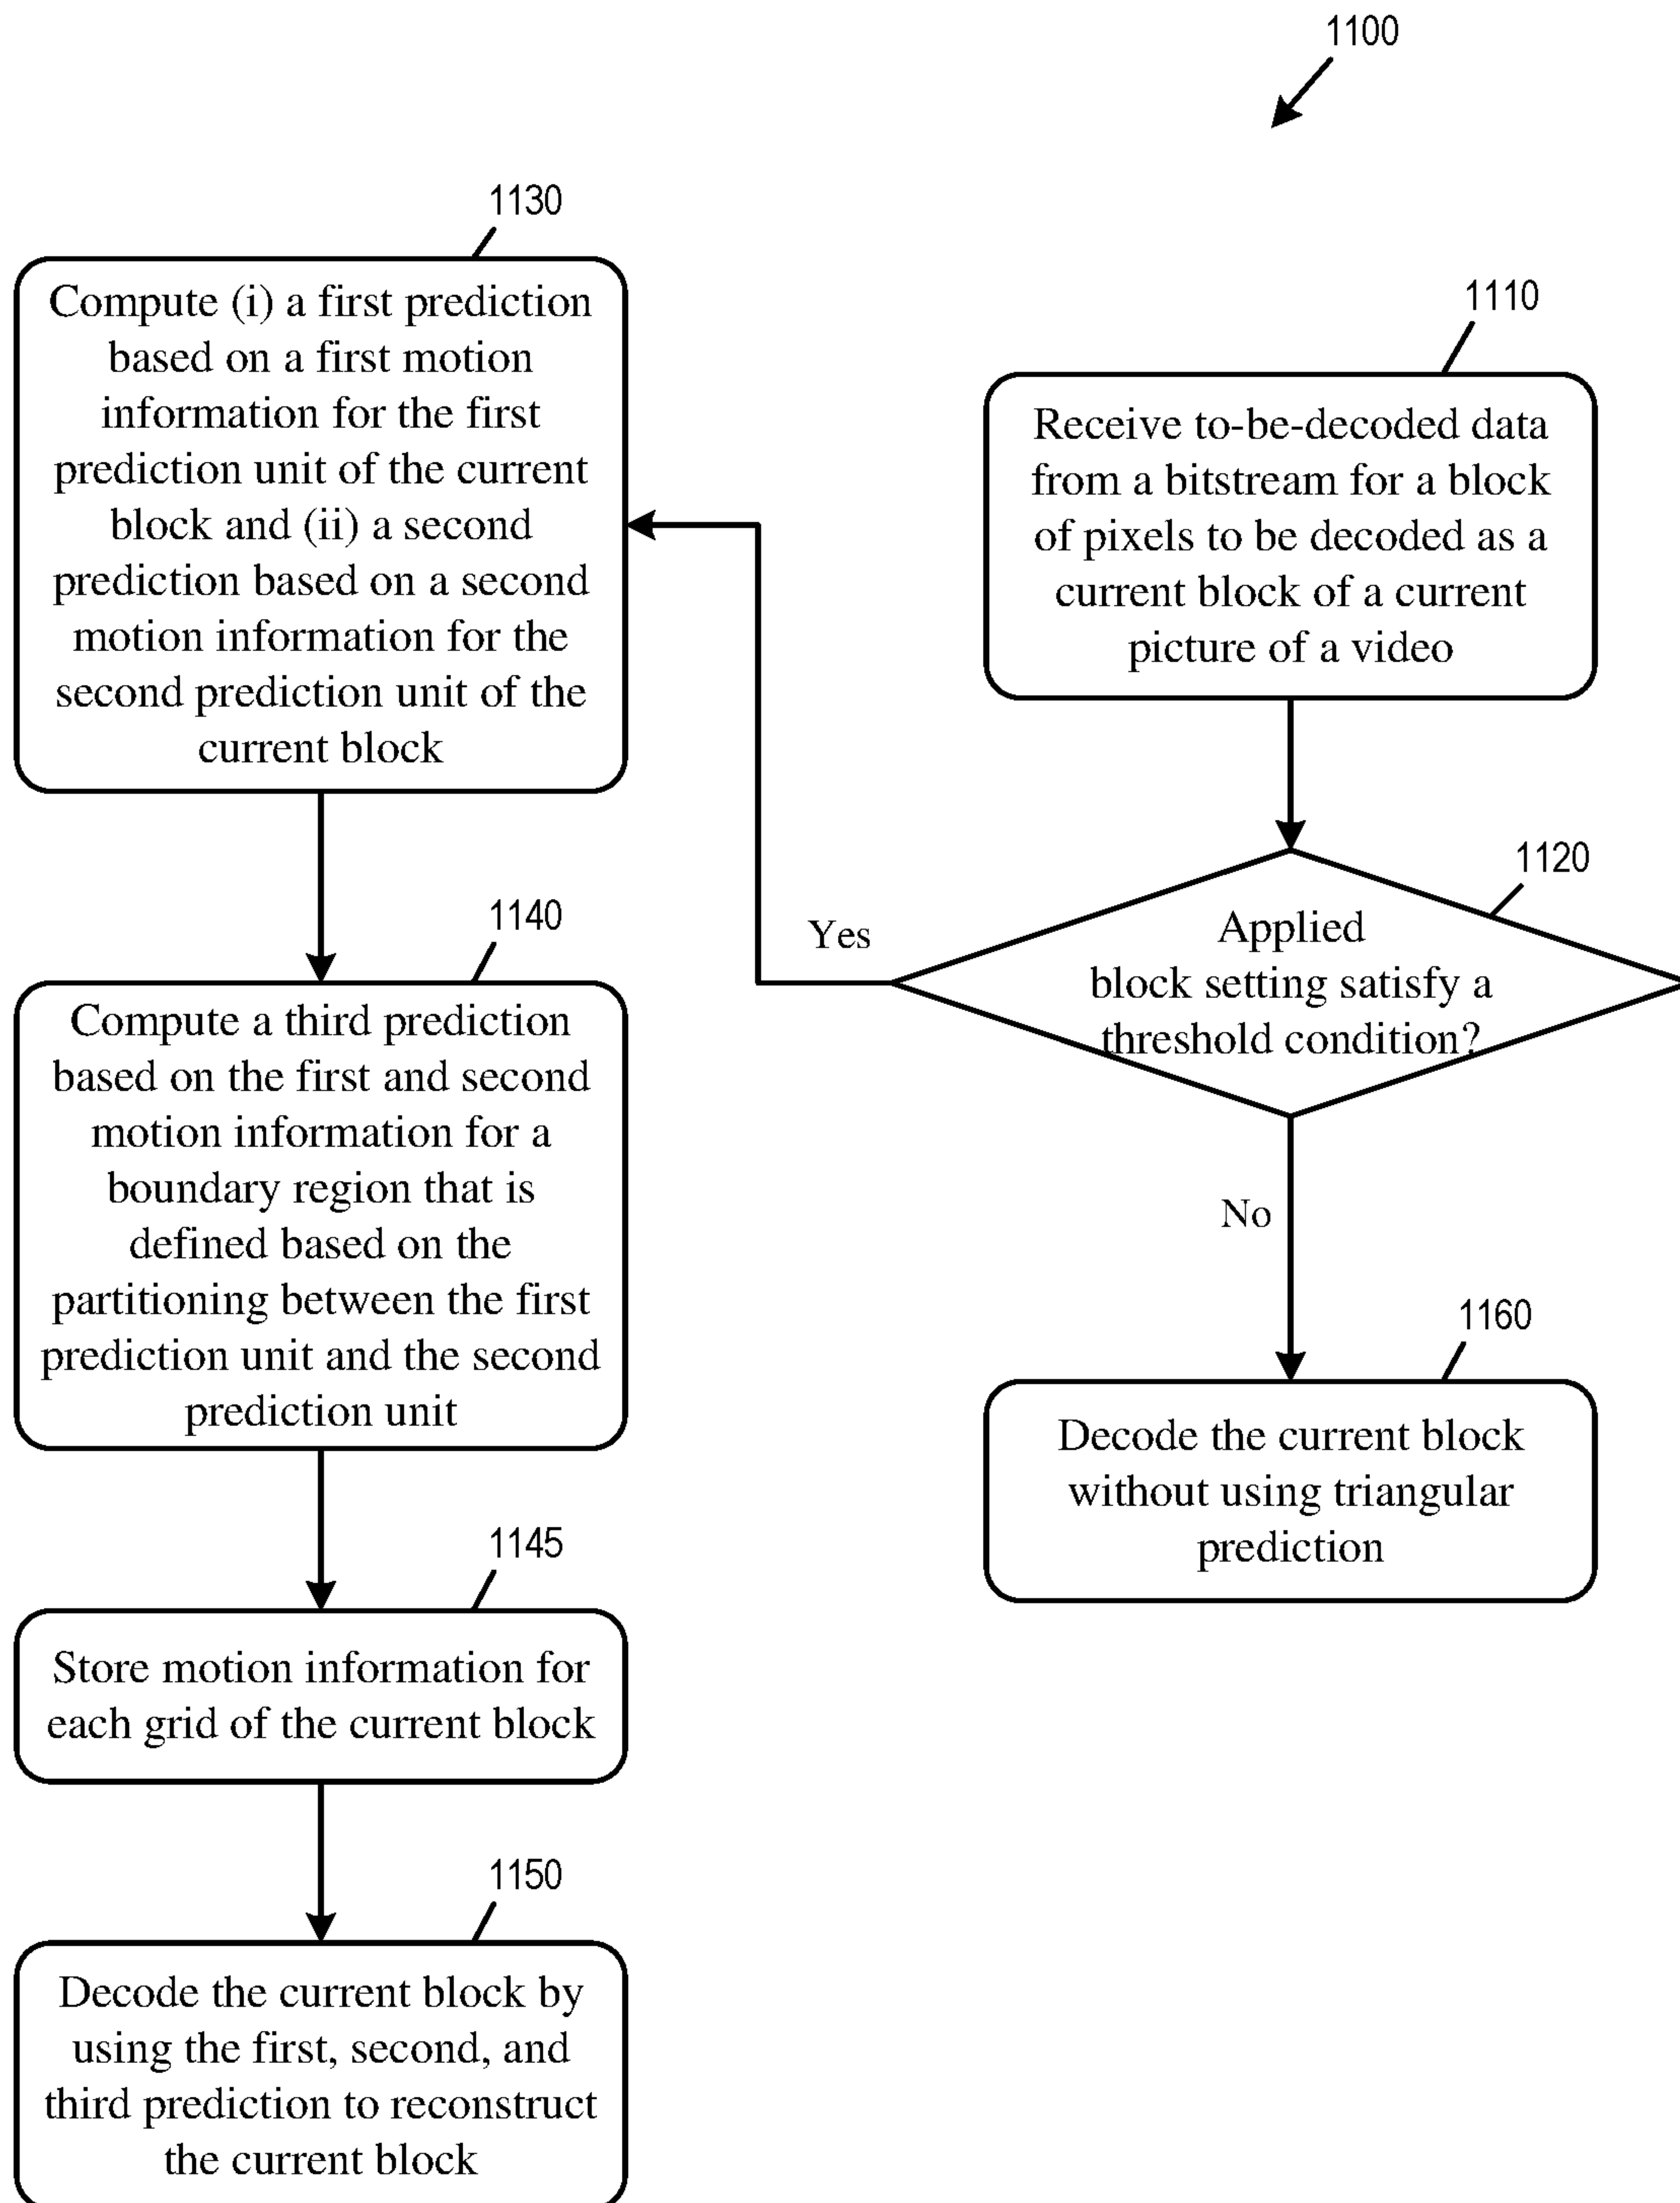 1100
1130
Compute (i) a first prediction
based on a first motion
information for the first
prediction unit of the current
block and (ii) a second
prediction based on a second
motion information for the
second prediction unit of the
current block
1110
Receive to-be-decoded data
from a bitstream for a block
of pixels to be decoded as a
current block of a current
picture of a video
1120
Applied
block setting satisfy a
threshold condition?
Yes
No
1140
Compute a third prediction
based on the first and second
motion information for a
boundary region that is
defined based on the
partitioning between the first
prediction unit and the second
prediction unit
1160
Decode the current block
without using triangular
prediction
1145
Store motion information for
each grid of the current block
1150
Decode the current block by
using the first, second, and
third prediction to reconstruct
the current block